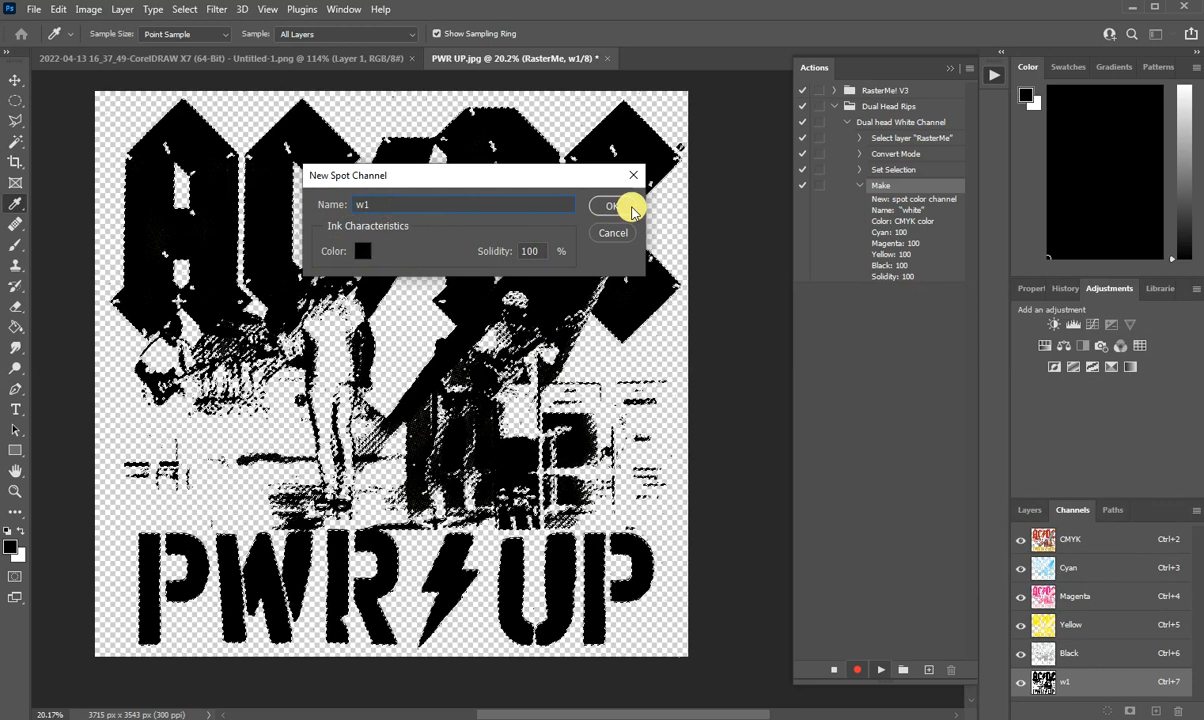 Ps File Edit Image Layer Type Select Filter 3D View Plugins Window Help
Sample Size: Point Sample Sample: All Layers Show Sampling Ring
2022-04-13 16_37_49-CorelDRAW X7 (64-Bit) - Untitled-1.png @ 114% (Layer 1, RGB/8#) × PWR UP.jpg @ 20.2% (RasterMe, w1/8) * ×
Actions
RasterMe! V3
Dual Head Rips
Dual head White Channel
Select layer "RasterMe"
Convert Mode
Set Selection
Make
New: spot color channel
Name: "white"
Color: CMYK color
Cyan: 100
Magenta: 100
Yellow: 100
Black: 100
Solidity: 100
New Spot Channel
Name: w1
Ink Characteristics
Color:
Solidity: 100 %
Cancel
PWR UP
Color Swatches Gradients Patterns
History Adjustments Librarie
Add an adjustment
Layers Channels Paths
CMYK Ctrl+2
Cyan Ctrl+3
Magenta Ctrl+4
Yellow Ctrl+5
Black Ctrl+6
w1 Ctrl+7
20.17% 3715 px x 3543 px (300 ppi)